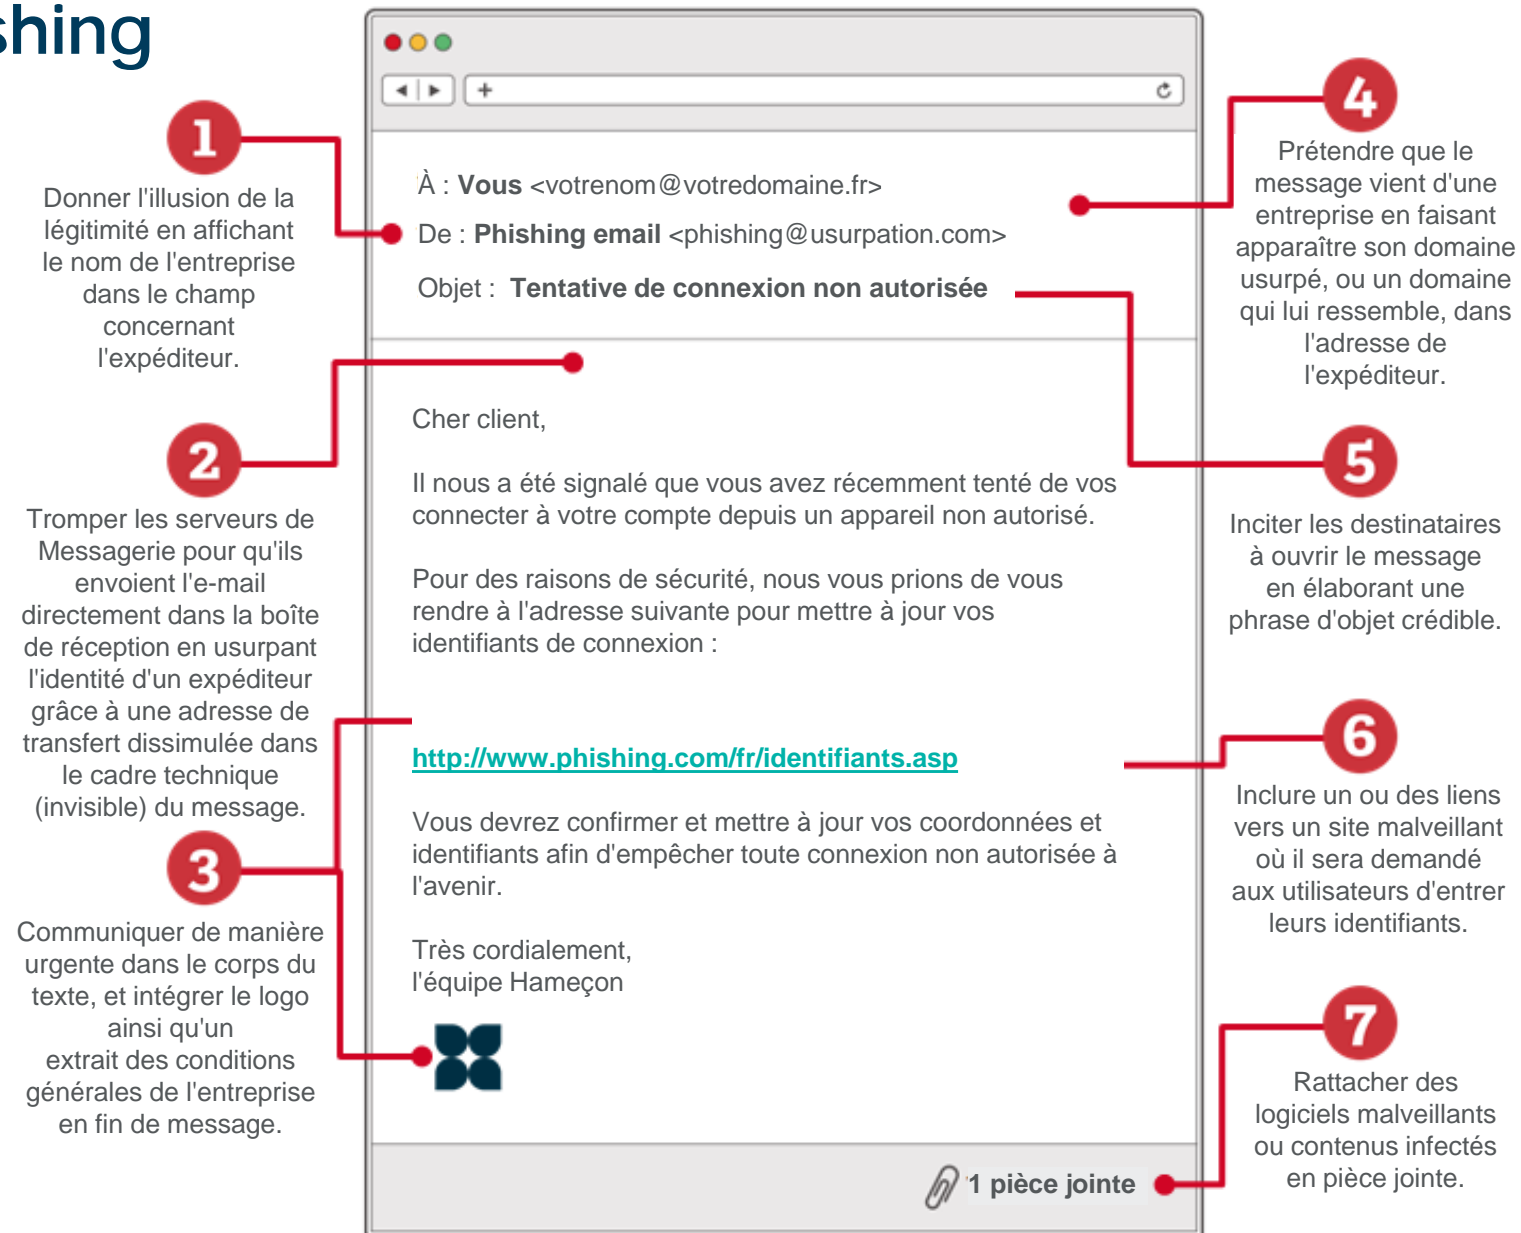 shing
1
Donner l'illusion de la
légitimité en affichant
le nom de l'entreprise
dans le champ
concernant
l'expéditeur.
2
Tromper les serveurs de
Messagerie pour qu'ils
envoient l'e-mail
directement dans la boîte
de réception en usurpant
l'identité d'un expéditeur
grâce à une adresse de
transfert dissimulée dans
le cadre technique
(invisible) du message.
3
Communiquer de manière
urgente dans le corps du
texte, et intégrer le logo
ainsi qu'un
extrait des conditions
générales de l'entreprise
en fin de message.
À : Vous <votrenom@votredomaine.fr>
De : Phishing email <phishing@usurpation.com>
Objet : Tentative de connexion non autorisée
Cher client,
Il nous a été signalé que vous avez récemment tenté de vos
connecter à votre compte depuis un appareil non autorisé.
Pour des raisons de sécurité, nous vous prions de vous
rendre à l'adresse suivante pour mettre à jour vos
identifiants de connexion :
http://www.phishing.com/fr/identifiants.asp
Vous devrez confirmer et mettre à jour vos coordonnées et
identifiants afin d'empêcher toute connexion non autorisée à
l'avenir.
Très cordialement,
l'équipe Hameçon
1 pièce jointe
4
Prétendre que le
message vient d'une
entreprise en faisant
apparaître son domaine
usurpé, ou un domaine
qui lui ressemble, dans
l'adresse de
l'expéditeur.
5
Inciter les destinataires
à ouvrir le message
en élaborant une
phrase d'objet crédible.
6
Inclure un ou des liens
vers un site malveillant
où il sera demandé
aux utilisateurs d'entrer
leurs identifiants.
7
Rattacher des
logiciels malveillants
ou contenus infectés
en pièce jointe.